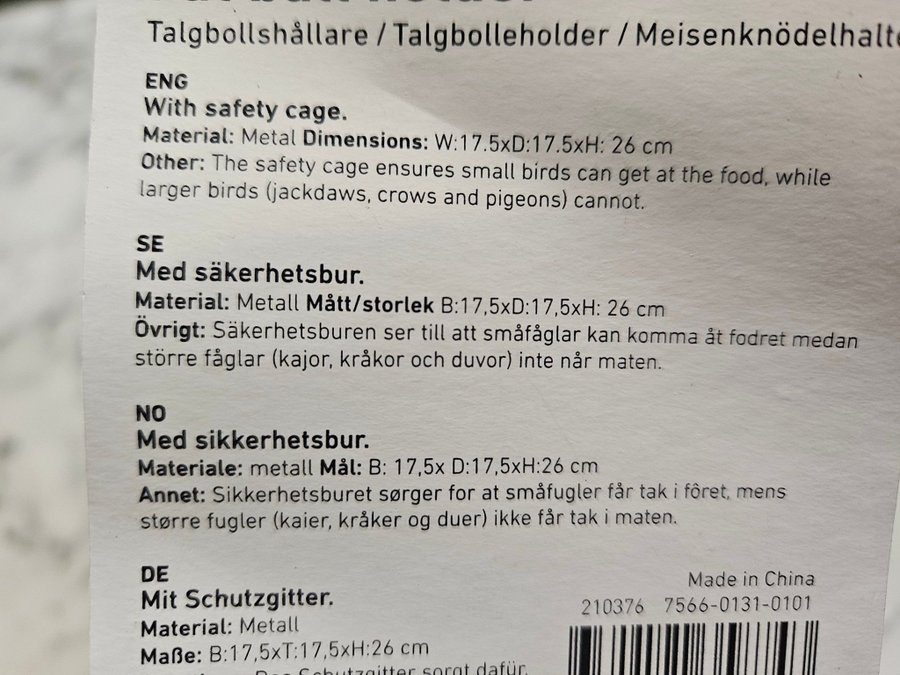 Talgbollshållare / Talgbolleholder / Meisenknödelhalte
ENG
With safety cage.
Material: Metal Dimensions: W:17.5xD:17.5xH: 26 cm
Other: The safety cage ensures small birds can get at the food, while
larger birds (jackdaws, crows and pigeons) cannot.
SE
Med säkerhetsbur.
Material: Metall Mått/storlek B:17,5xD:17,5xH: 26 cm
Övrigt: Säkerhetsburen ser till att småfåglar kan komma åt fodret medan
större fåglar (kajor, kråkor och duvor) inte når maten.
NO
Med sikkerhetsbur.
Materiale: metall Mål: B: 17,5x D:17,5xH:26 cm
Annet: Sikkerhetsburet sørger for at småfugler får tak i fôret, mens
større fugler (kaier, kråker og duer) ikke får tak i maten.
DE
Mit Schutzgitter.
Material: Metall
Maße: B:17,5xT:17,5xH:26 cm
Das Schutzgitter sorgt dafür,
Made in China
210376 7566-0131-0101